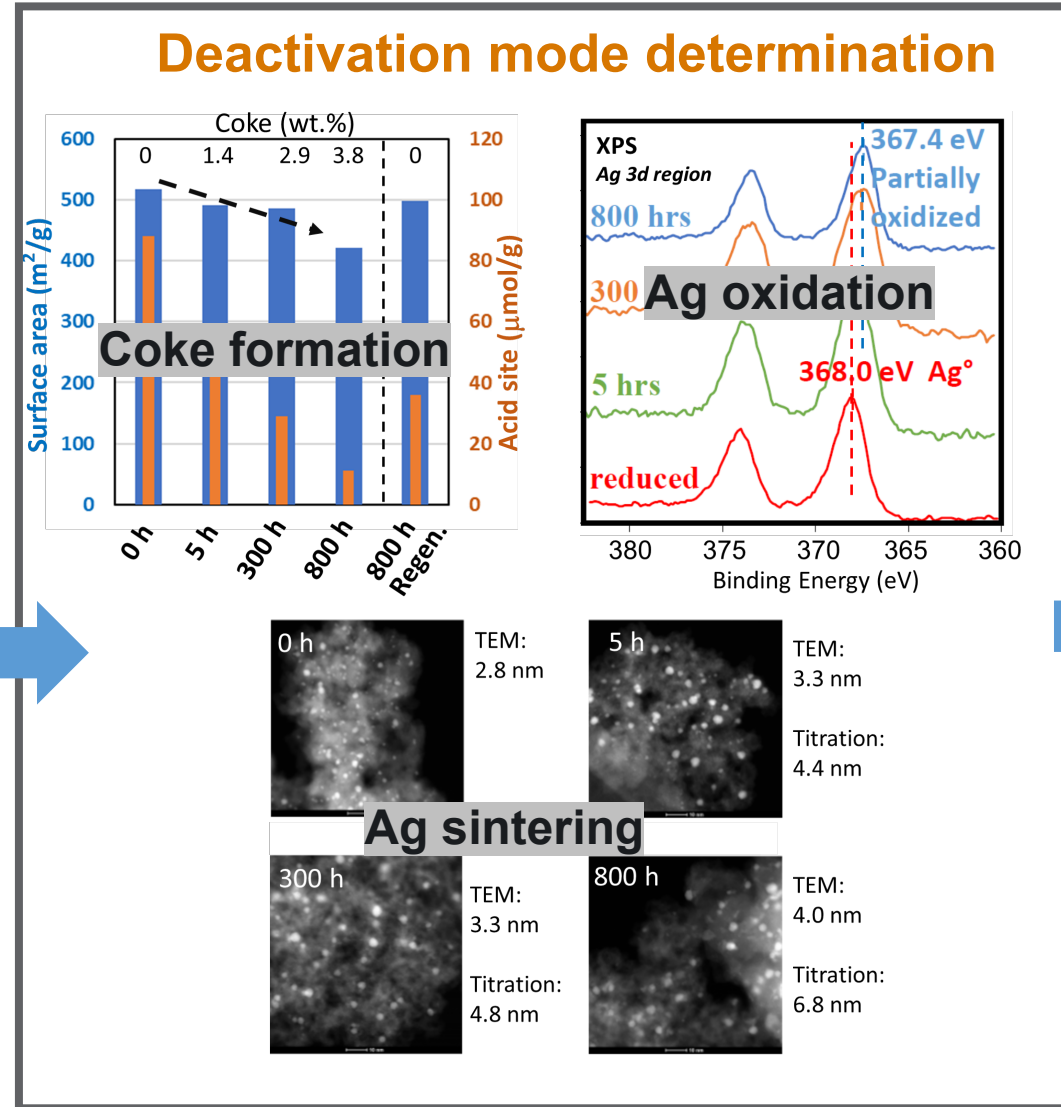 Deactivation mode determination
Coke (wt.%)
0 1.4 2.9 3.8 0
600
500
400
300
200
100
0
Surface area (m²/g)
120
100
80
60
40
20
0
Acid site (µmol/g)
Coke formation
0 h
5 h
300 h
800 h
800 h
Regen.
XPS
Ag 3d region
367.4 eV
Partially
oxidized
800 hrs
300
Ag oxidation
368.0 eV Ag°
5 hrs
reduced
380 375 370 365 360
Binding Energy (eV)
0 h
TEM:
2.8 nm
5 h
TEM:
3.3 nm
Titration:
4.4 nm
Ag sintering
300 h
TEM:
3.3 nm
Titration:
4.8 nm
800 h
TEM:
4.0 nm
Titration:
6.8 nm